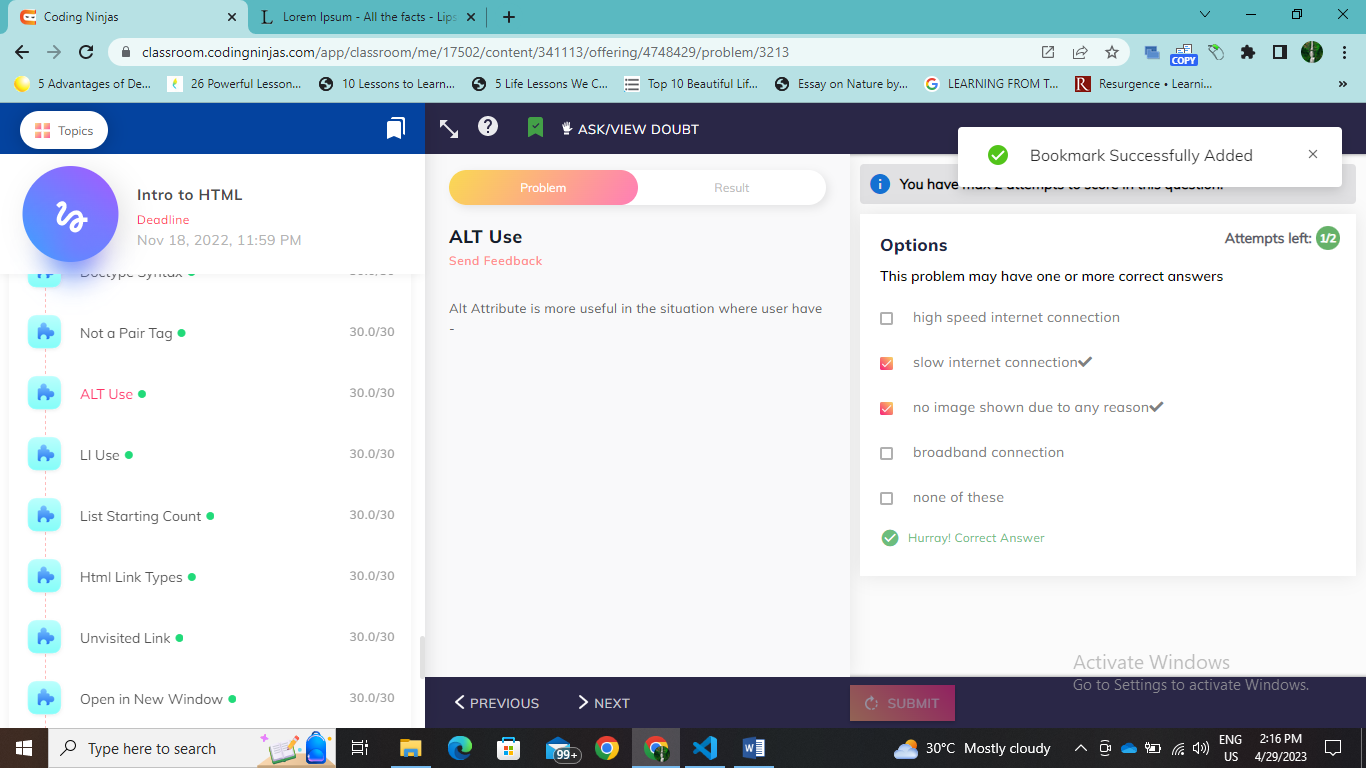 Coding Ninjas
Lorem Ipsum - All the facts - Lips
classroom.codingninjas.com/app/classroom/me/17502/content/341113/offering/4748429/problem/3213
COPY
5 Advantages of De...
26 Powerful Lesson...
10 Lessons to Learn...
5 Life Lessons We C...
Top 10 Beautiful Lif...
Essay on Nature by...
LEARNING FROM T...
Resurgence • Learni...
Topics
ASK/VIEW DOUBT
Bookmark Successfully Added
Intro to HTML
Deadline
Nov 18, 2022, 11:59 PM
Doctype Syntax
30.0/30
Not a Pair Tag
30.0/30
ALT Use
30.0/30
LI Use
30.0/30
List Starting Count
30.0/30
Html Link Types
30.0/30
Unvisited Link
30.0/30
Open in New Window
30.0/30
Problem
Result
ALT Use
Send Feedback
Alt Attribute is more useful in the situation where user have
-
You have max 2 attempts to score in this question.
Options
Attempts left: 1/2
This problem may have one or more correct answers
high speed internet connection
slow internet connection
no image shown due to any reason
broadband connection
none of these
Hurray! Correct Answer
Activate Windows
Go to Settings to activate Windows.
PREVIOUS
NEXT
SUBMIT
Type here to search
99+
30°C Mostly cloudy
ENG
US
2:16 PM
4/29/2023